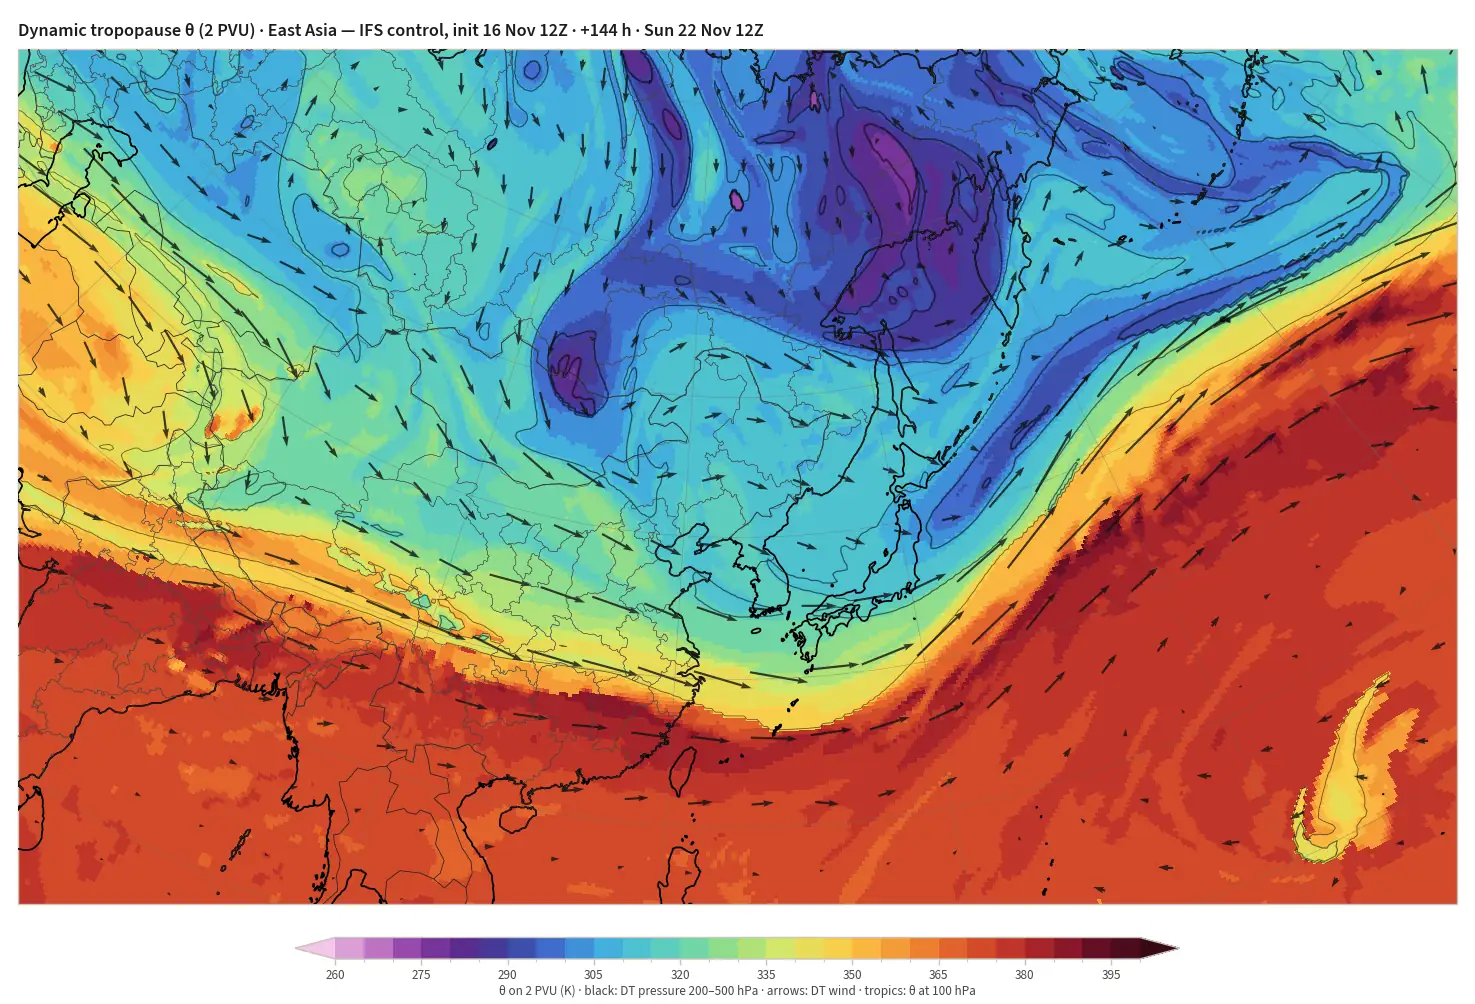 Dynamic tropopause θ (2 PVU) · East Asia — IFS control, init 16 Nov 12Z · +144 h · Sun 22 Nov 12Z
260 275 290 305 320 335 350 365 380 395
θ on 2 PVU (K) · black: DT pressure 200–500 hPa · arrows: DT wind · tropics: θ at 100 hPa